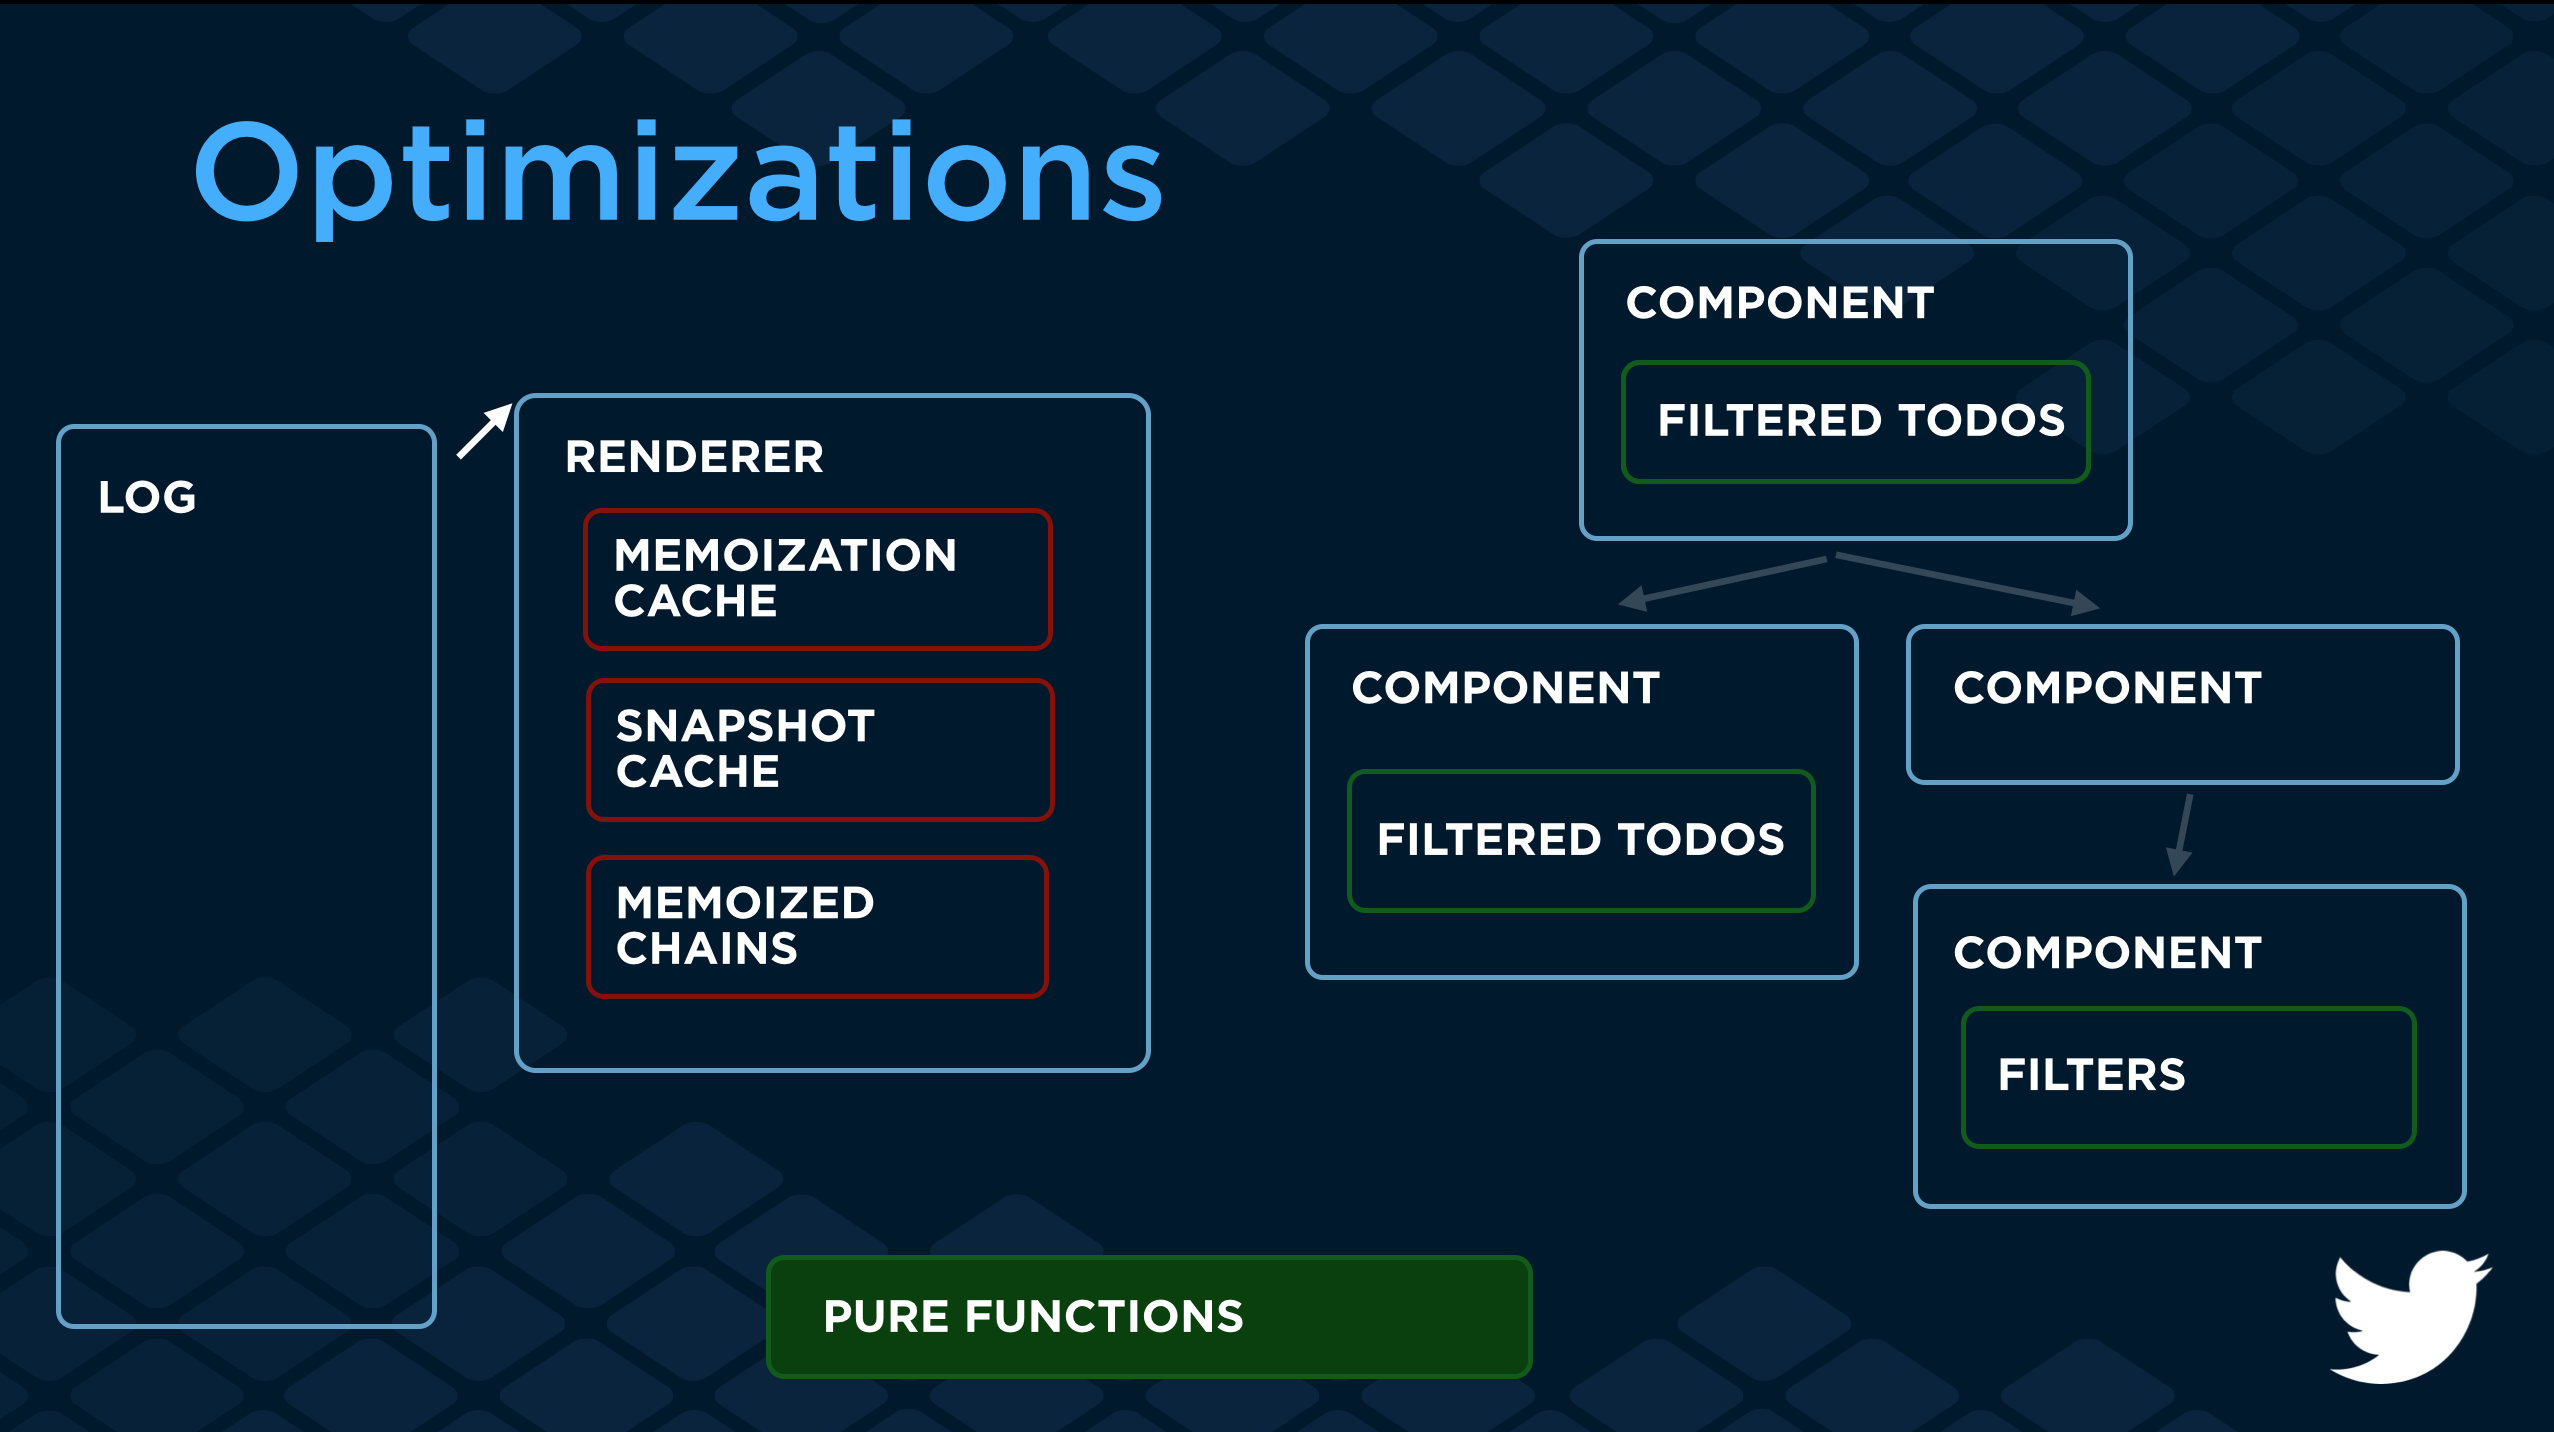 Optimizations
LOG
RENDERER
MEMOIZATION
CACHE
SNAPSHOT
CACHE
MEMOIZED
CHAINS
COMPONENT
FILTERED TODOS
COMPONENT
FILTERED TODOS
COMPONENT
COMPONENT
FILTERS
PURE FUNCTIONS